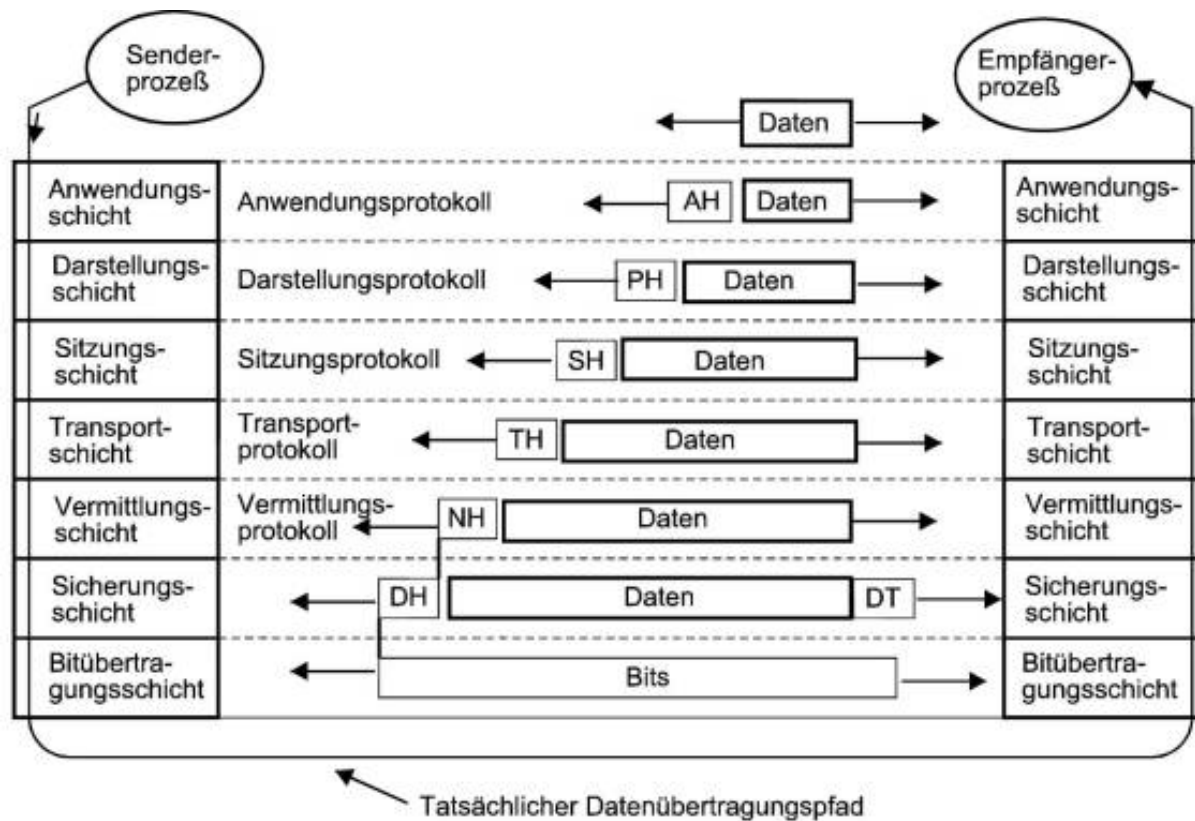 Sender-
prozeß
Empfänger-
prozeß
Daten
Anwendungs-
schicht
Anwendungsprotokoll
AH
Daten
Anwendungs-
schicht
Darstellungs-
schicht
Darstellungsprotokoll
PH
Daten
Darstellungs-
schicht
Sitzungs-
schicht
Sitzungsprotokoll
SH
Daten
Sitzungs-
schicht
Transport-
schicht
Transport-
protokoll
TH
Daten
Transport-
schicht
Vermittlungs-
schicht
Vermittlungs-
protokoll
NH
Daten
Vermittlungs-
schicht
Sicherungs-
schicht
DH
Daten
DT
Sicherungs-
schicht
Bitübertra-
gungsschicht
Bits
Bitübertra-
gungsschicht
Tatsächlicher Datenübertragungspfad